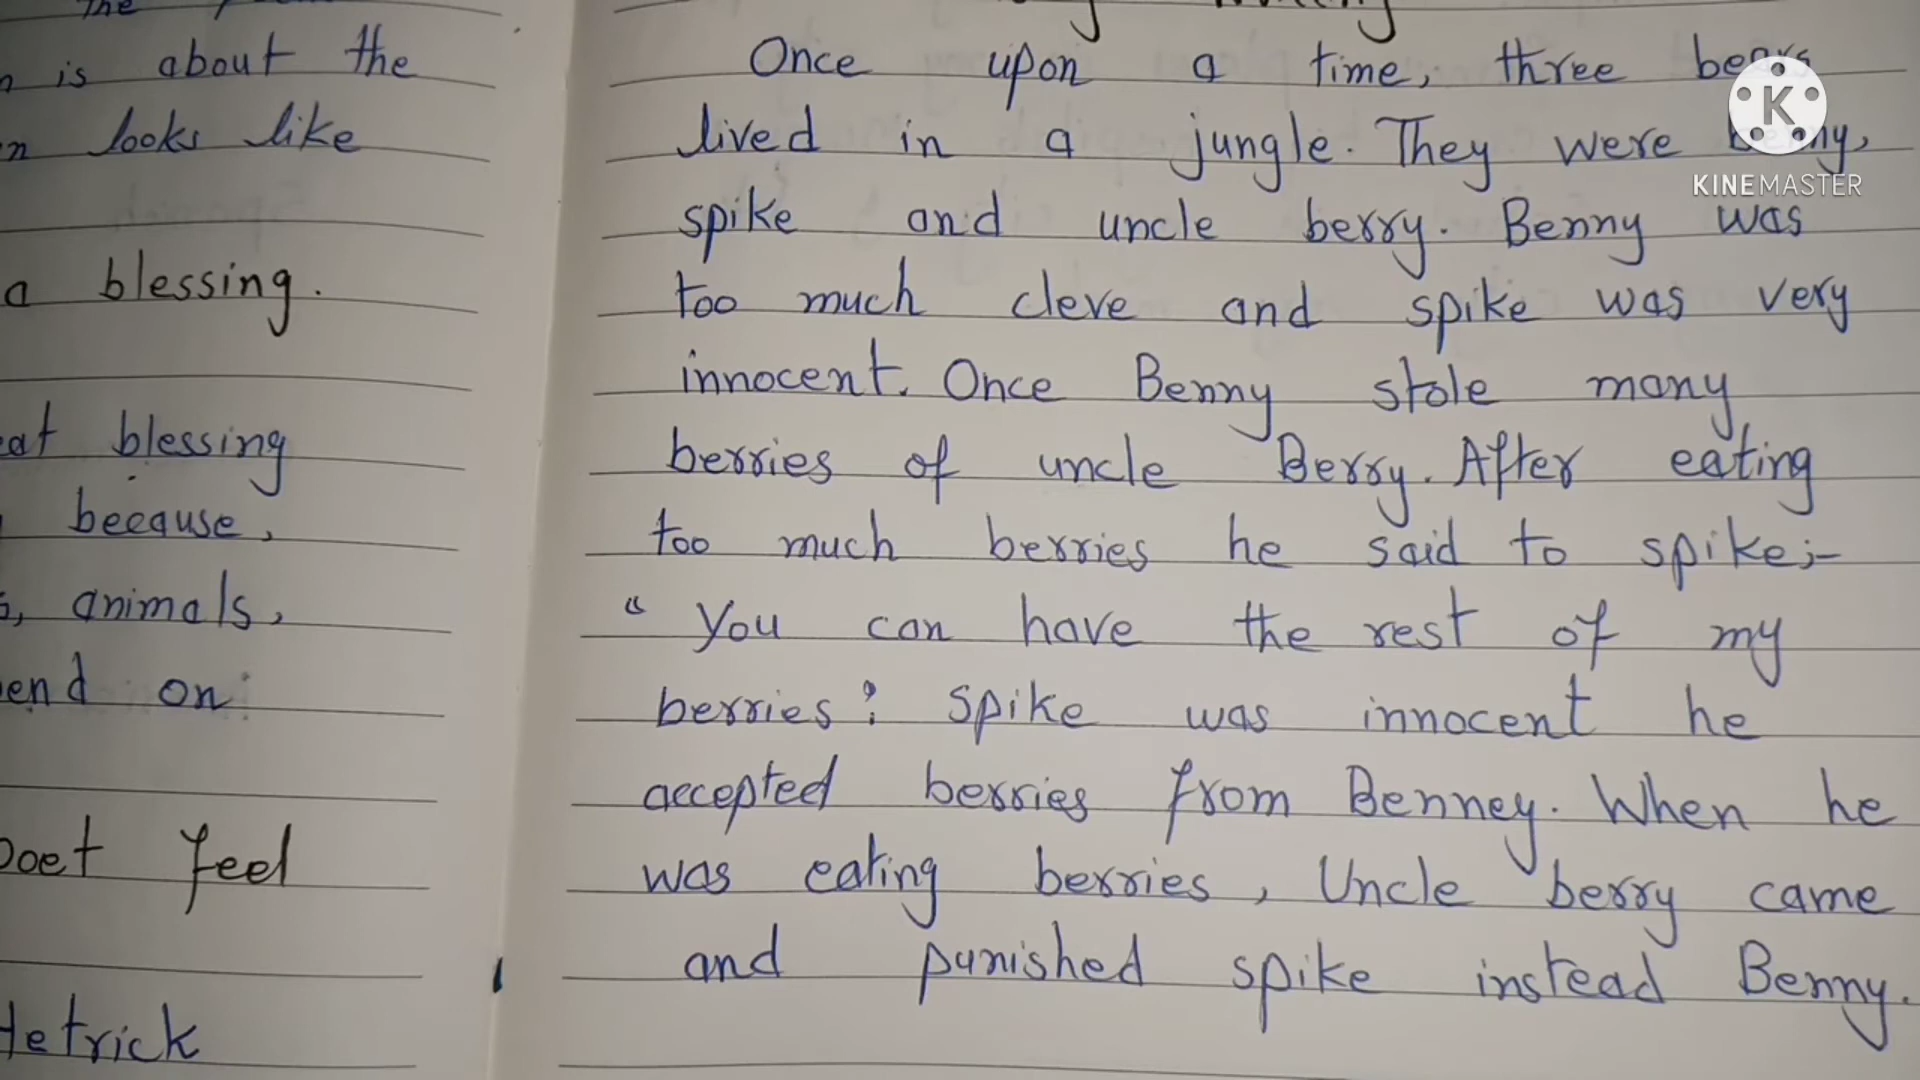 the
is about the
looks like
a blessing.
blessing
because,
animals,
on
feel
Once upon a time, three bears
lived in a jungle. They were Benny,
spike and uncle berry. Benny was
too much cleve and spike was very
innocent. Once Benny stole many
berries of uncle Berry. After eating
too much berries he said to spike;-
“ You can have the rest of my
berries: Spike was innocent he
accepted berries from Benney. When he
was eating berries, Uncle berry came
and punished spike instead Benny.
K
KINEMASTER